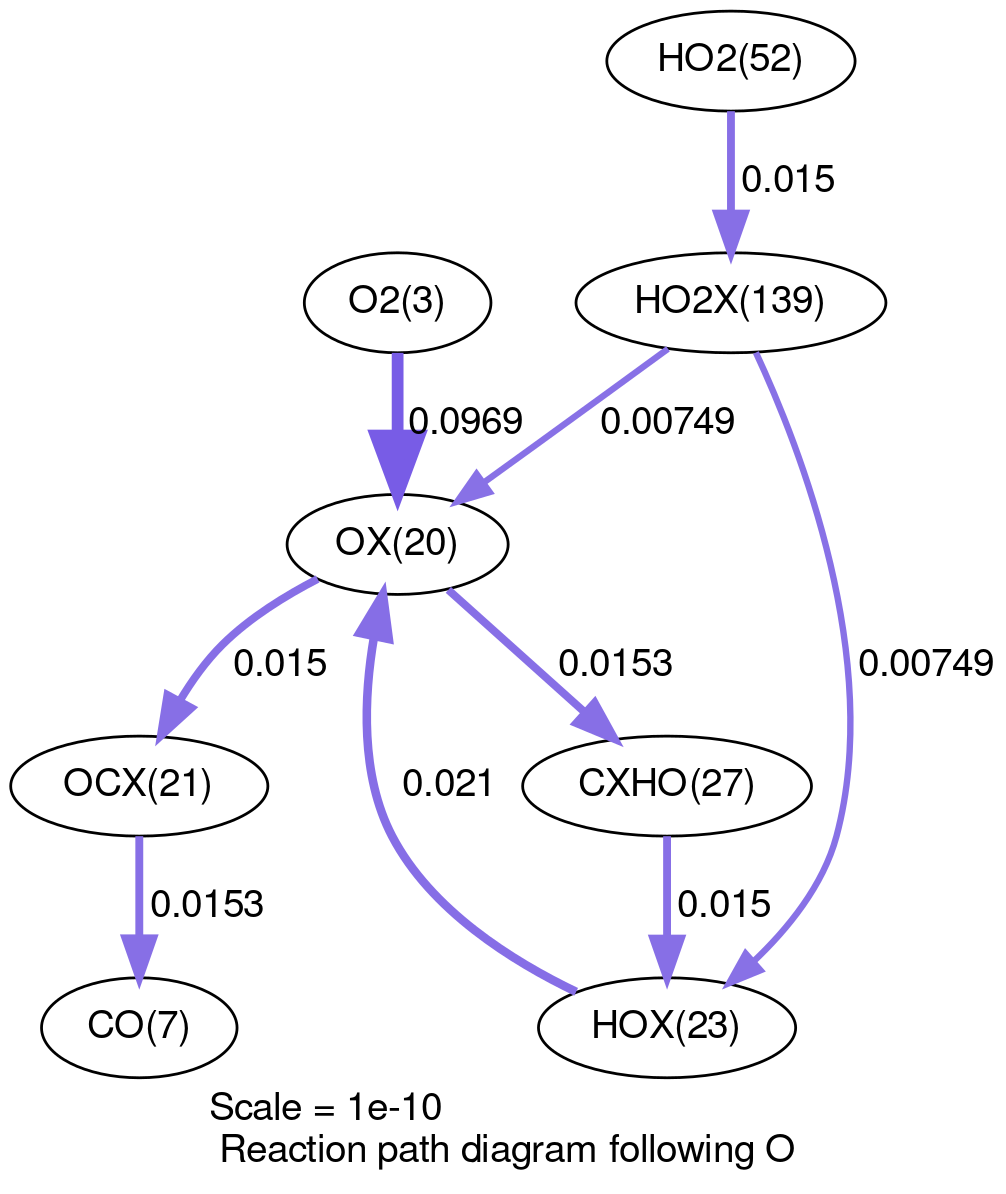 HO2(52)
0.015
O2(3)
HO2X(139)
0.0969
0.00749
OX(20)
0.015
0.0153
0.00749
OCX(21)
0.021
CXHO(27)
0.0153
0.015
CO(7)
HOX(23)
Scale = 1e-10
Reaction path diagram following O